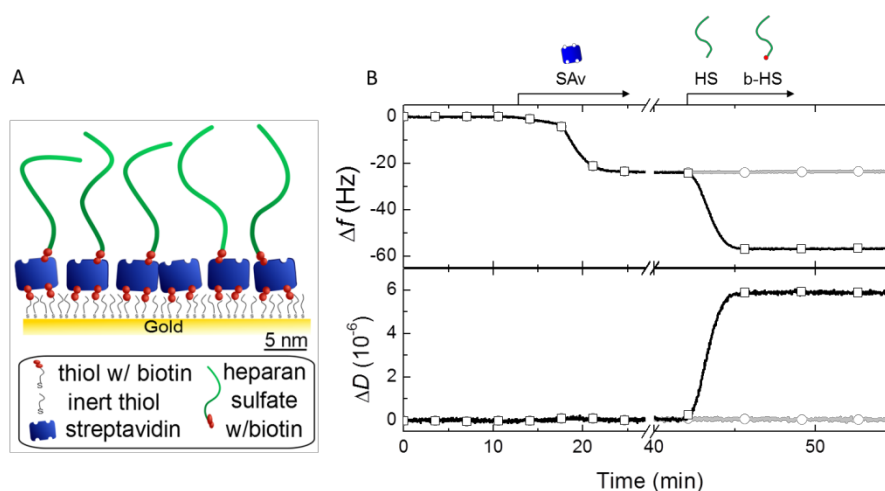 A
Gold
5 nm
thiol w/ biotin
inert thiol
streptavidin
heparan
sulfate
w/biotin
B
SAv
HS b-HS
0
-20
-40
-60
Δf (Hz)
6
4
2
0
ΔD (10⁻⁶)
0 10 20 40 50
Time (min)